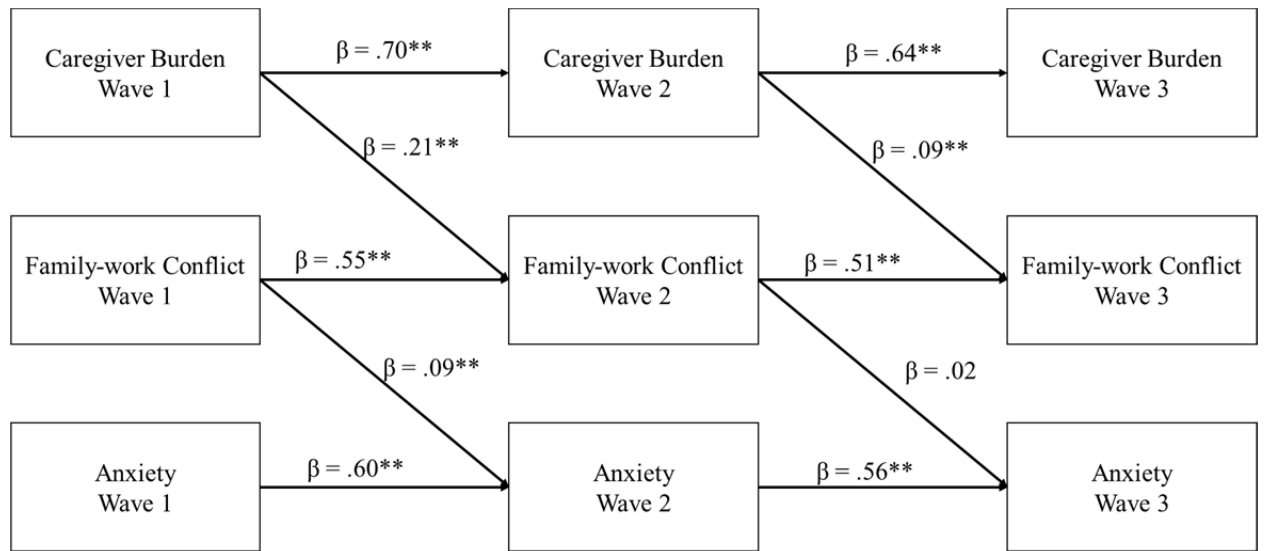 β = .70**
β = .64**
Caregiver Burden
Wave 1
Caregiver Burden
Wave 2
Caregiver Burden
Wave 3
β = .21**
β = .09**
β = .55**
β = .51**
Family-work Conflict
Wave 1
Family-work Conflict
Wave 2
Family-work Conflict
Wave 3
β = .09**
β = .02
β = .60**
β = .56**
Anxiety
Wave 1
Anxiety
Wave 2
Anxiety
Wave 3